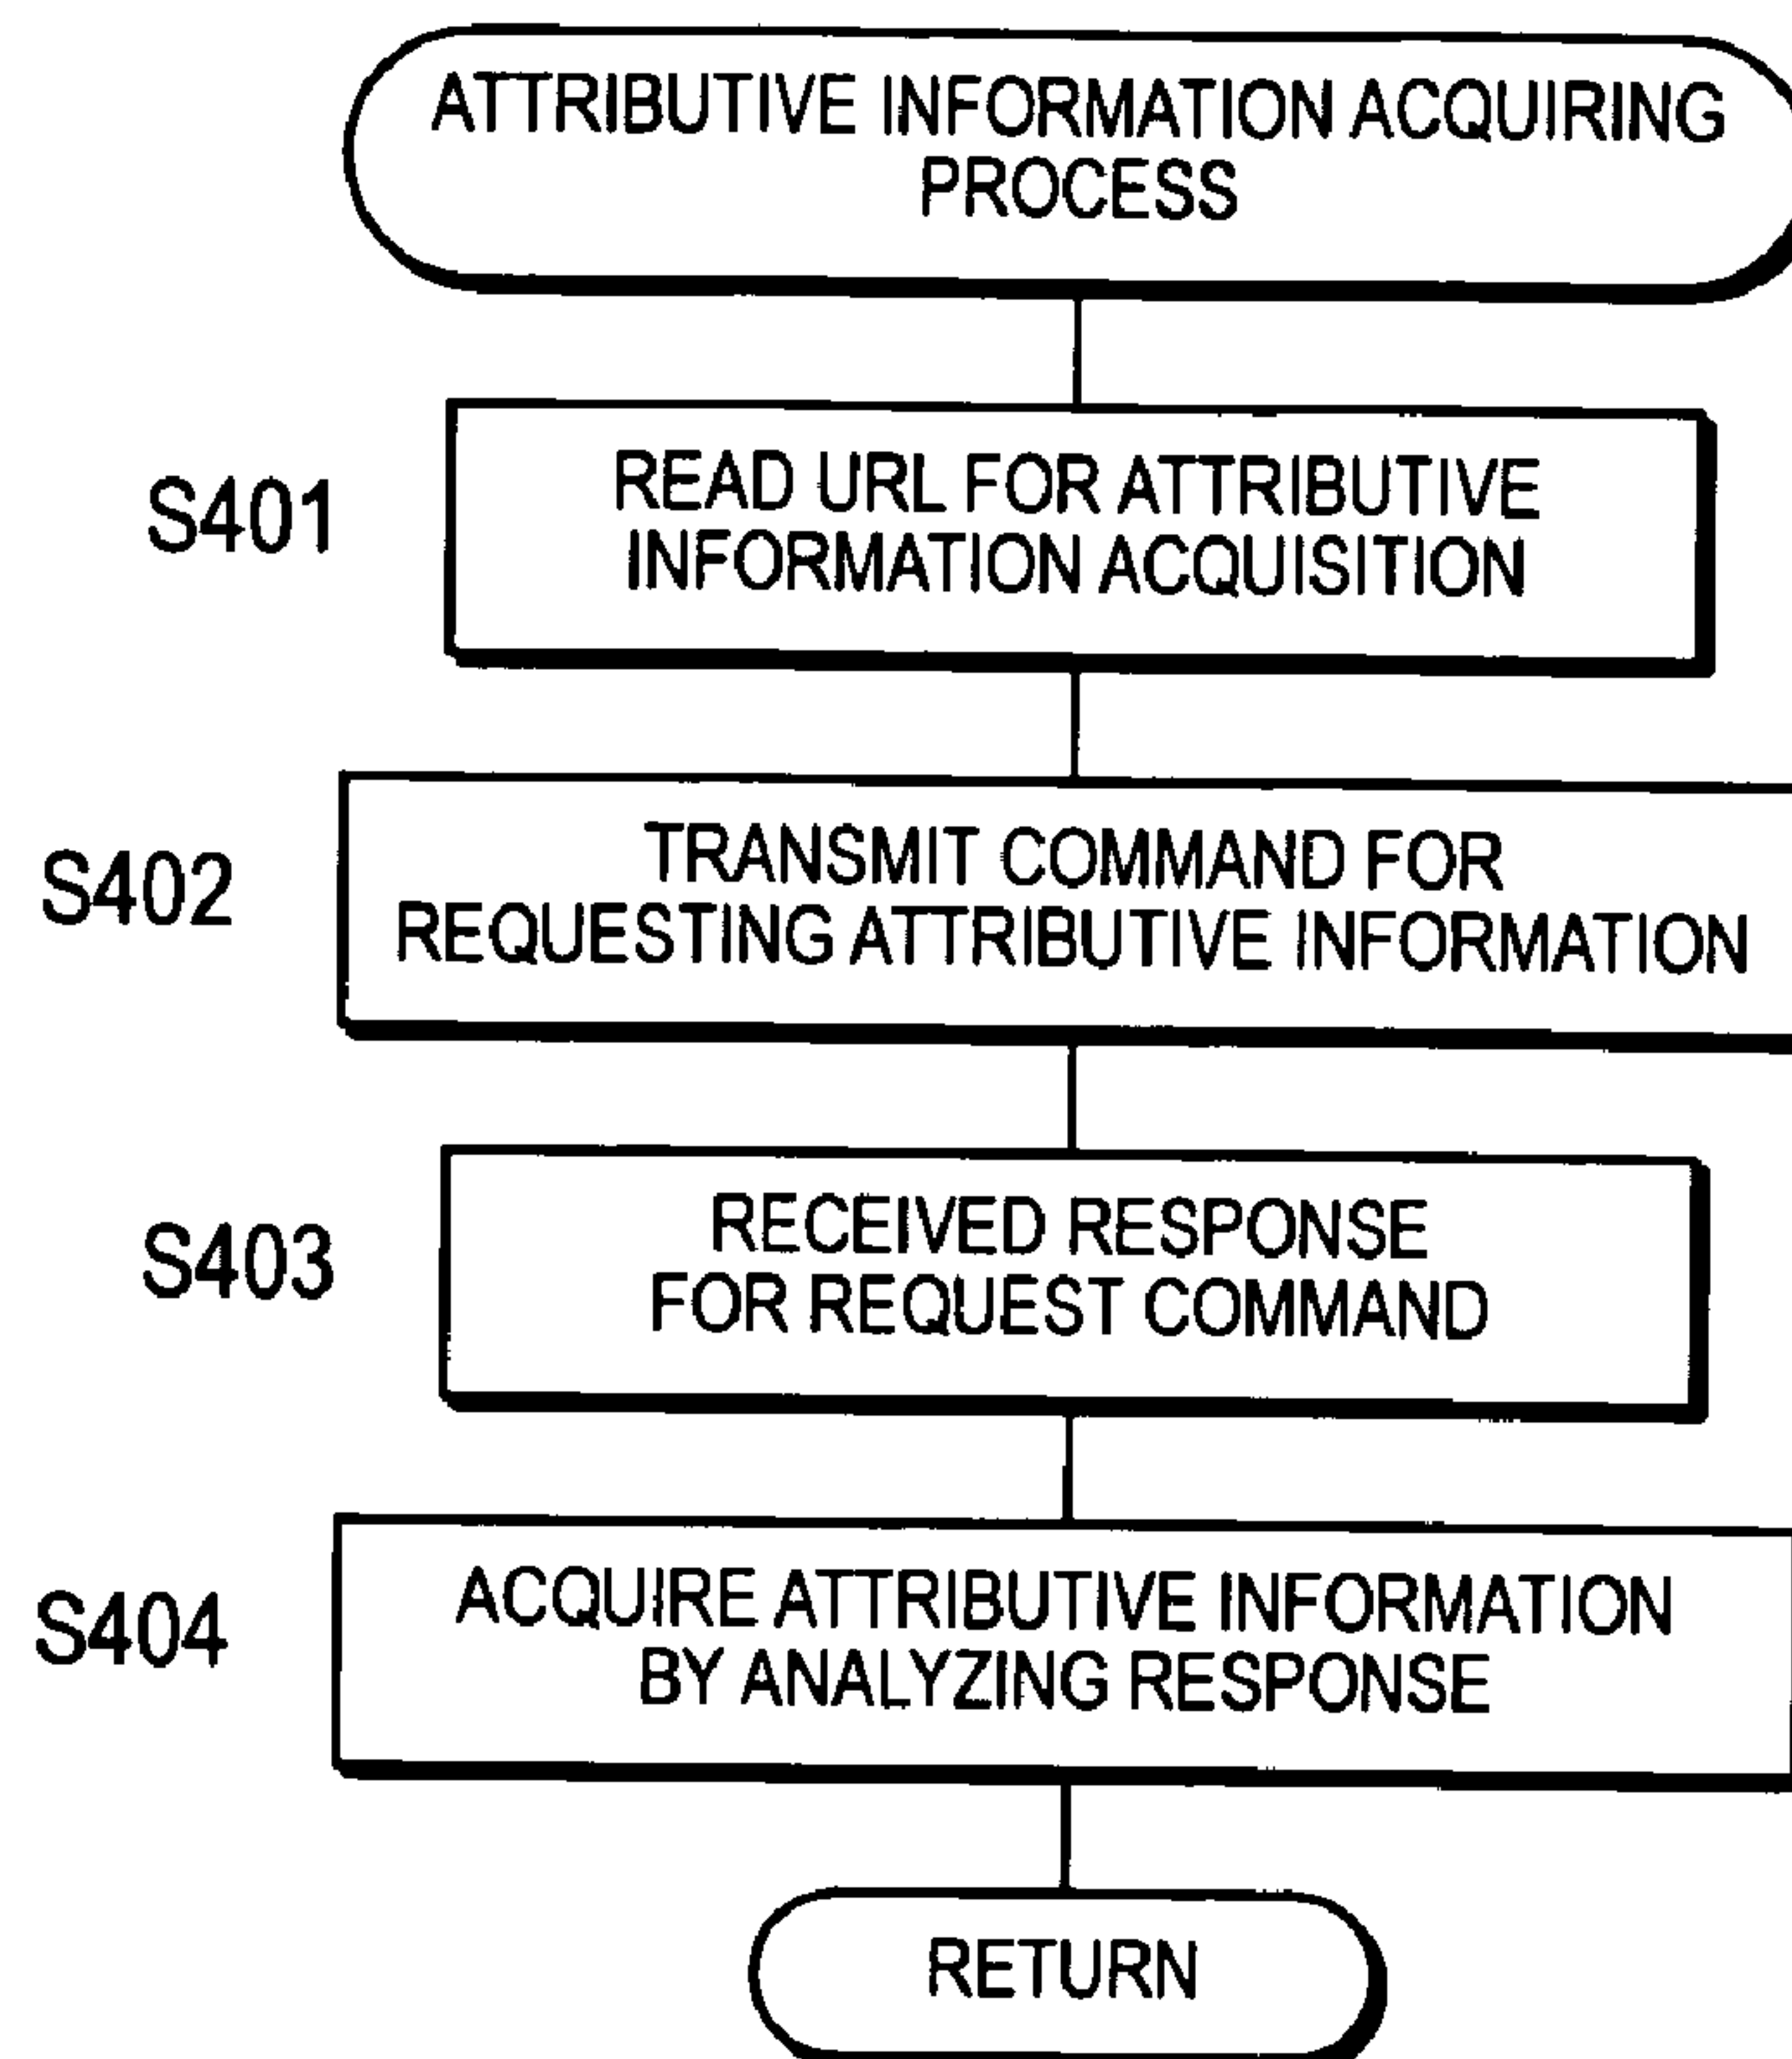 ATTRIBUTIVE INFORMATION ACQUIRING
PROCESS
S401
READ URL FOR ATTRIBUTIVE
INFORMATION ACQUISITION
S402
TRANSMIT COMMAND FOR
REQUESTING ATTRIBUTIVE INFORMATION
S403
RECEIVED RESPONSE
FOR REQUEST COMMAND
S404
ACQUIRE ATTRIBUTIVE INFORMATION
BY ANALYZING RESPONSE
RETURN